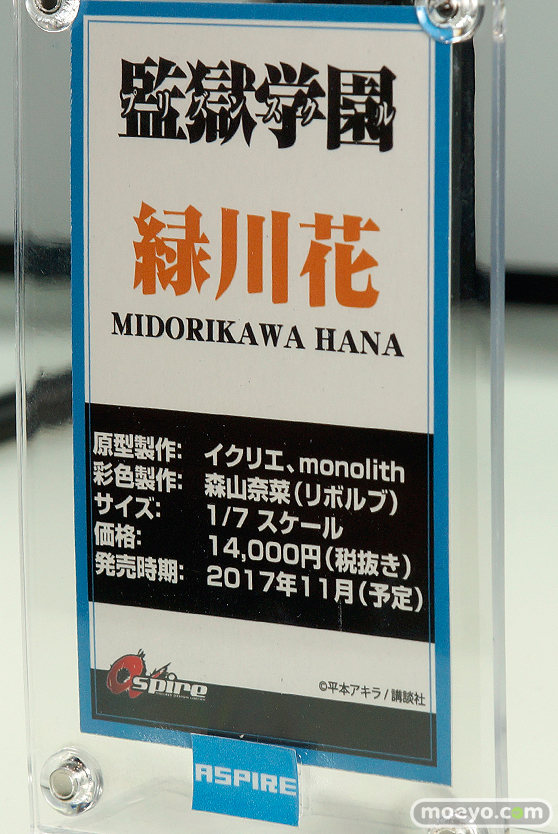 監獄学園
プリズンスクール
緑川花
MIDORIKAWA HANA
原型製作: イクリエ、monolith
彩色製作: 森山奈菜(リボルブ)
サイズ: 1/7 スケール
価格: 14,000円(税抜き)
発売時期: 2017年11月(予定)
aspire
©平本アキラ/講談社
ASPIRE
moeyo.com